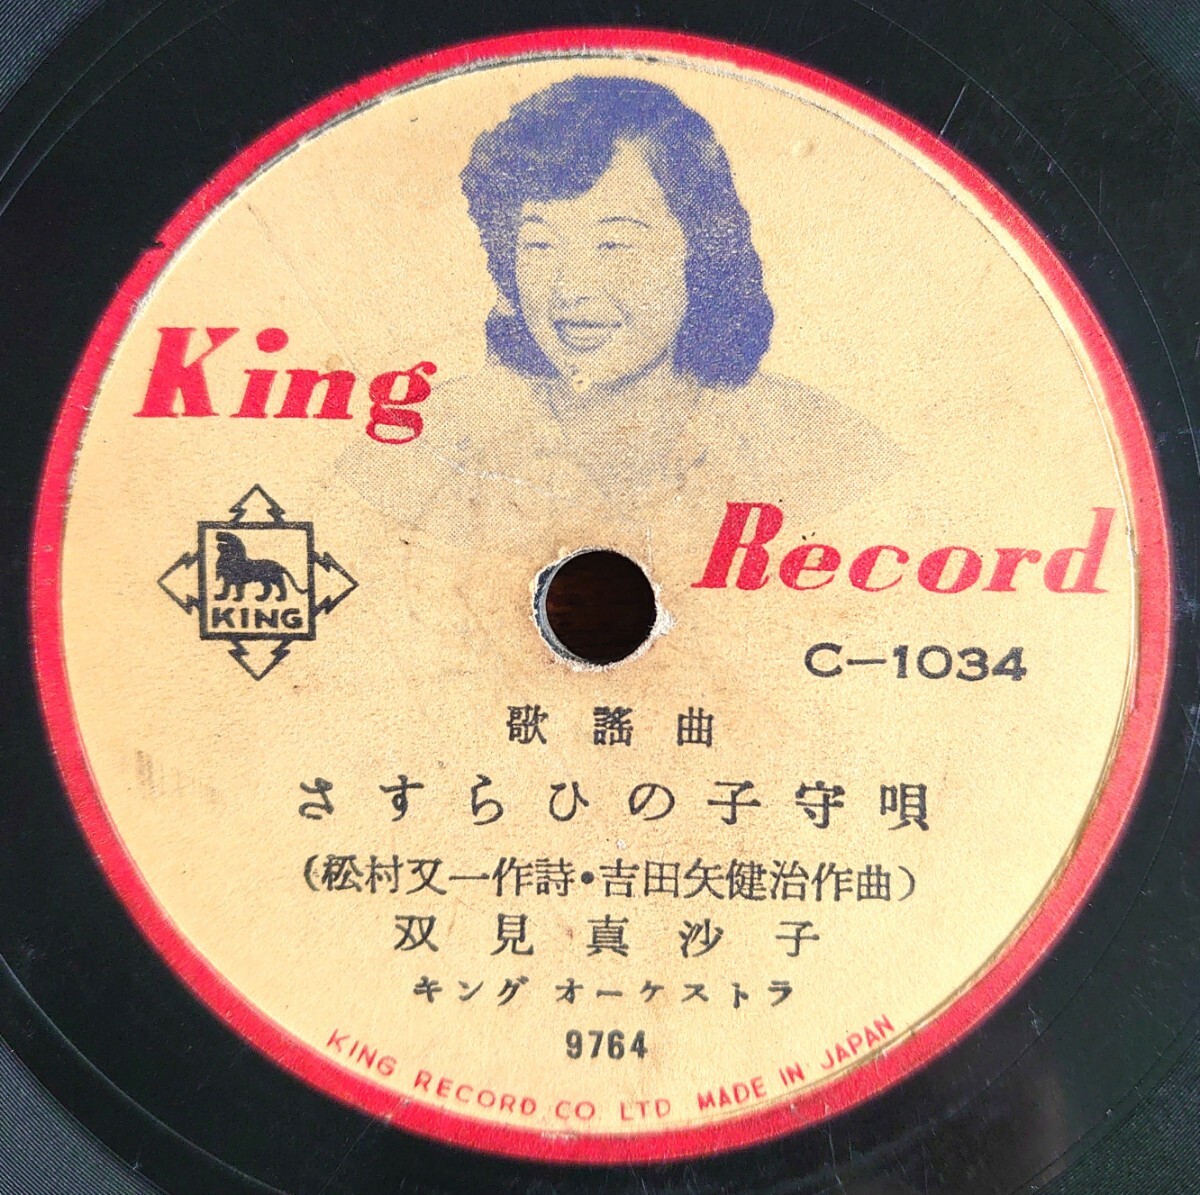 King
Record
KING
C-1034
歌謠曲
さすらひの子守唄
(松村又一作詩・吉田矢健治作曲)
双見真沙子
キングオーケストラ
9764
KING RECORD CO LTD MADE IN JAPAN